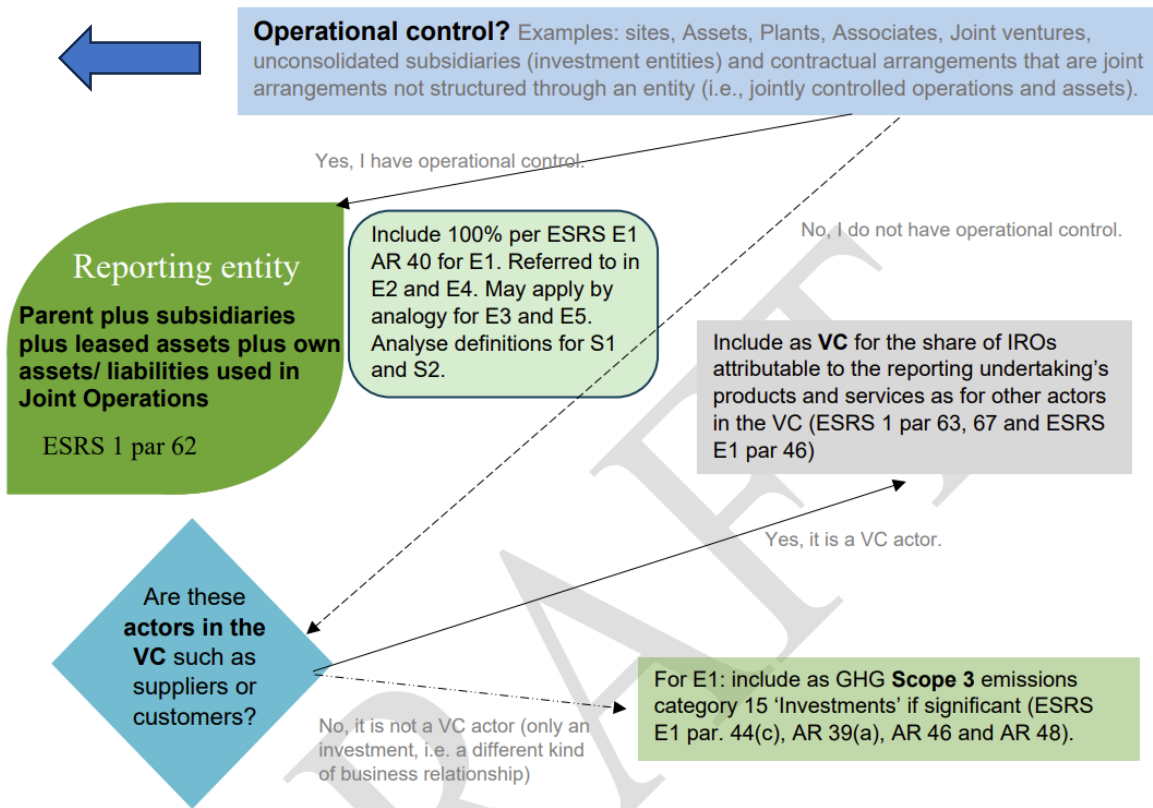 Operational control? Examples: sites, Assets, Plants, Associates, Joint ventures,
unconsolidated subsidiaries (investment entities) and contractual arrangements that are joint
arrangements not structured through an entity (i.e., jointly controlled operations and assets).
Yes, I have operational control.
Reporting entity
Parent plus subsidiaries
plus leased assets plus own
assets/ liabilities used in
Joint Operations
ESRS 1 par 62
Include 100% per ESRS E1
AR 40 for E1. Referred to in
E2 and E4. May apply by
analogy for E3 and E5.
Analyse definitions for S1
and S2.
No, I do not have operational control.
Include as VC for the share of IROs
attributable to the reporting undertaking's
products and services as for other actors
in the VC (ESRS 1 par 63, 67 and ESRS
E1 par 46)
Yes, it is a VC actor.
Are these
actors in the
VC such as
suppliers or
customers?
No, it is not a VC actor (only an
investment, i.e. a different kind
of business relationship)
For E1: include as GHG Scope 3 emissions
category 15 'Investments' if significant (ESRS
E1 par. 44(c), AR 39(a), AR 46 and AR 48).
RAFT